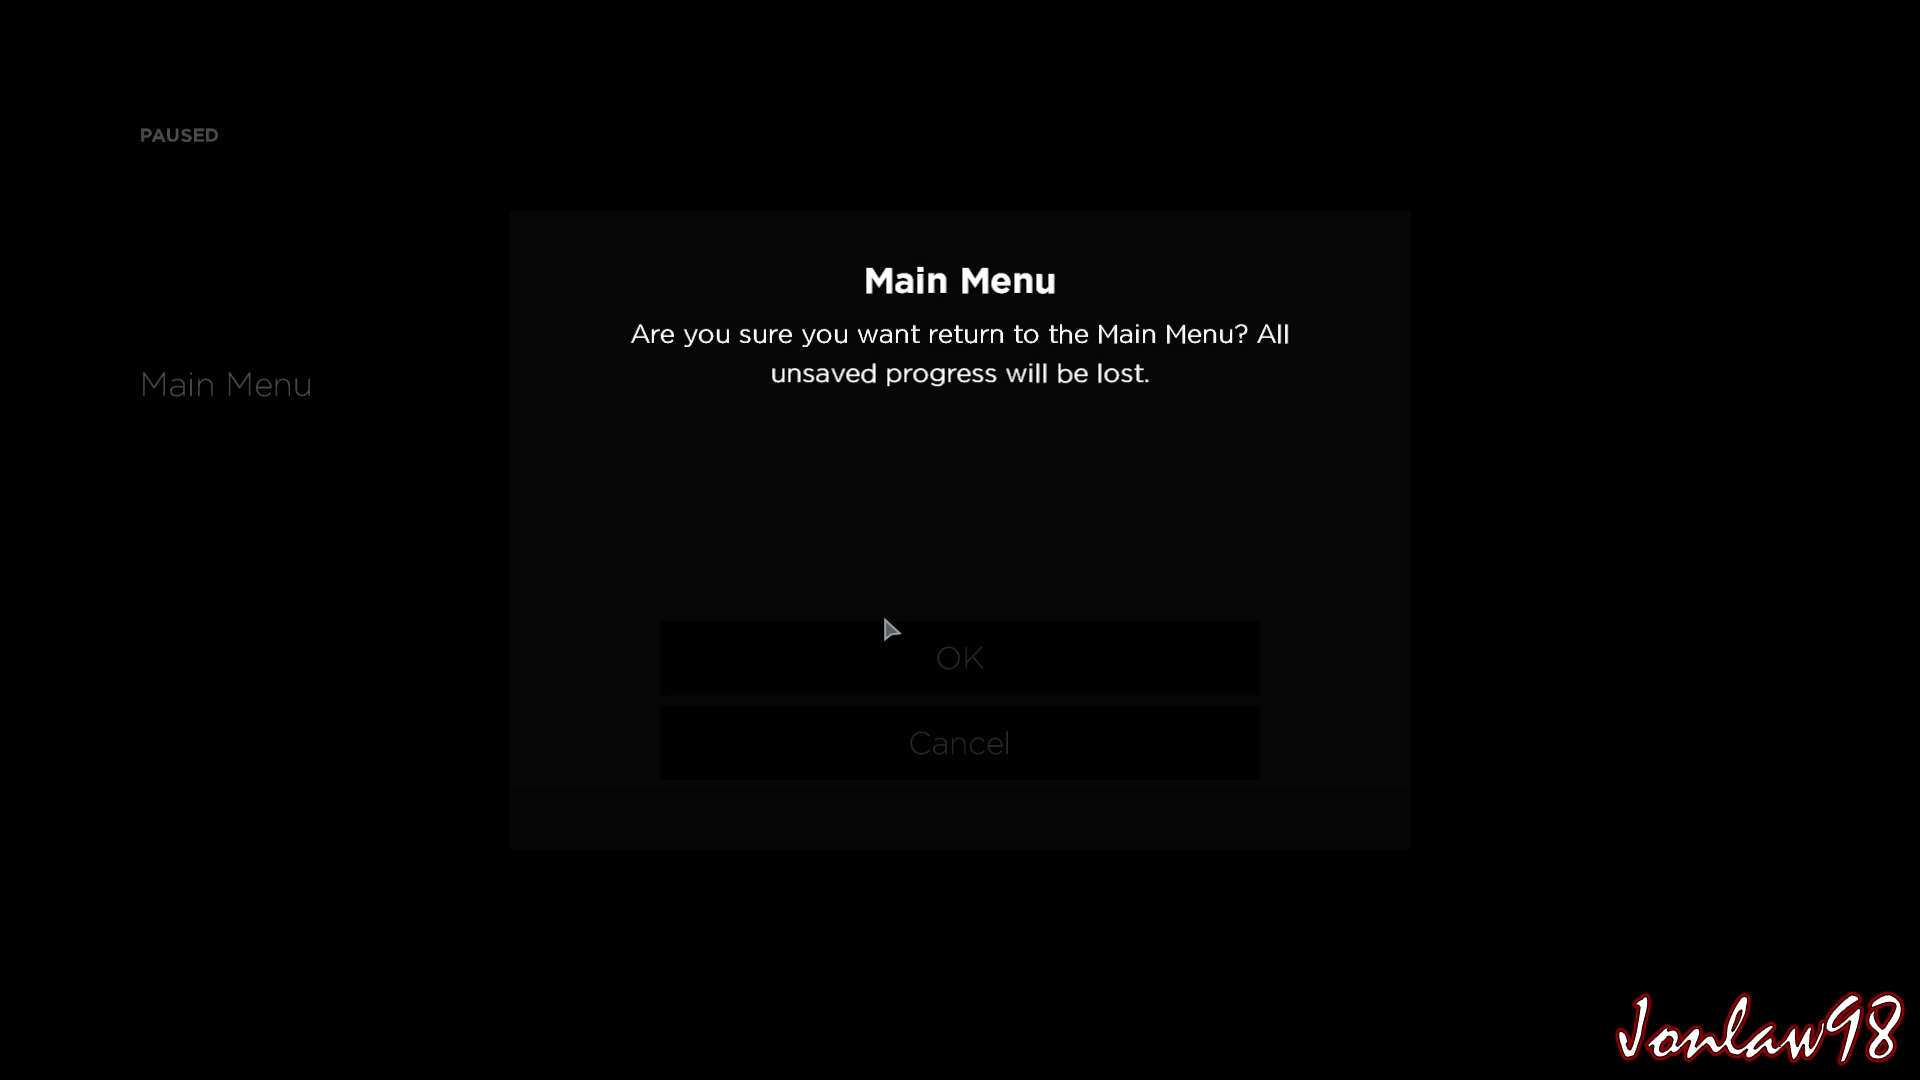 PAUSED
Main Menu
Are you sure you want return to the Main Menu? All
unsaved progress will be lost.
Main Menu
OK
Cancel
Jonlaw98